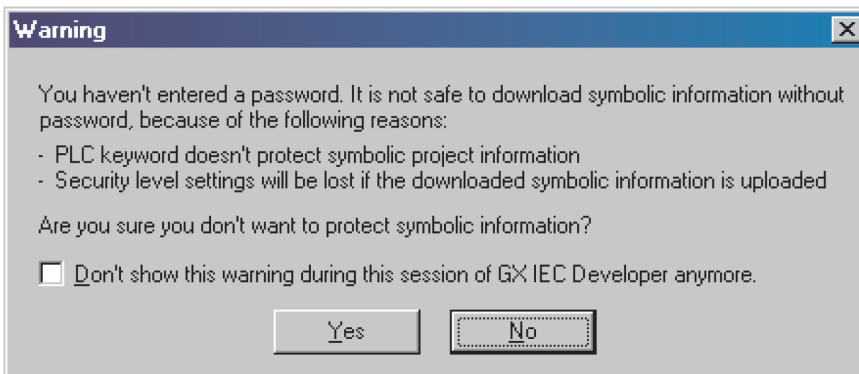 Warning
You haven't entered a password. It is not safe to download symbolic information without
password, because of the following reasons:
- PLC keyword doesn't protect symbolic project information
- Security level settings will be lost if the downloaded symbolic information is uploaded
Are you sure you don't want to protect symbolic information?
Don't show this warning during this session of GX IEC Developer anymore.
Yes
No